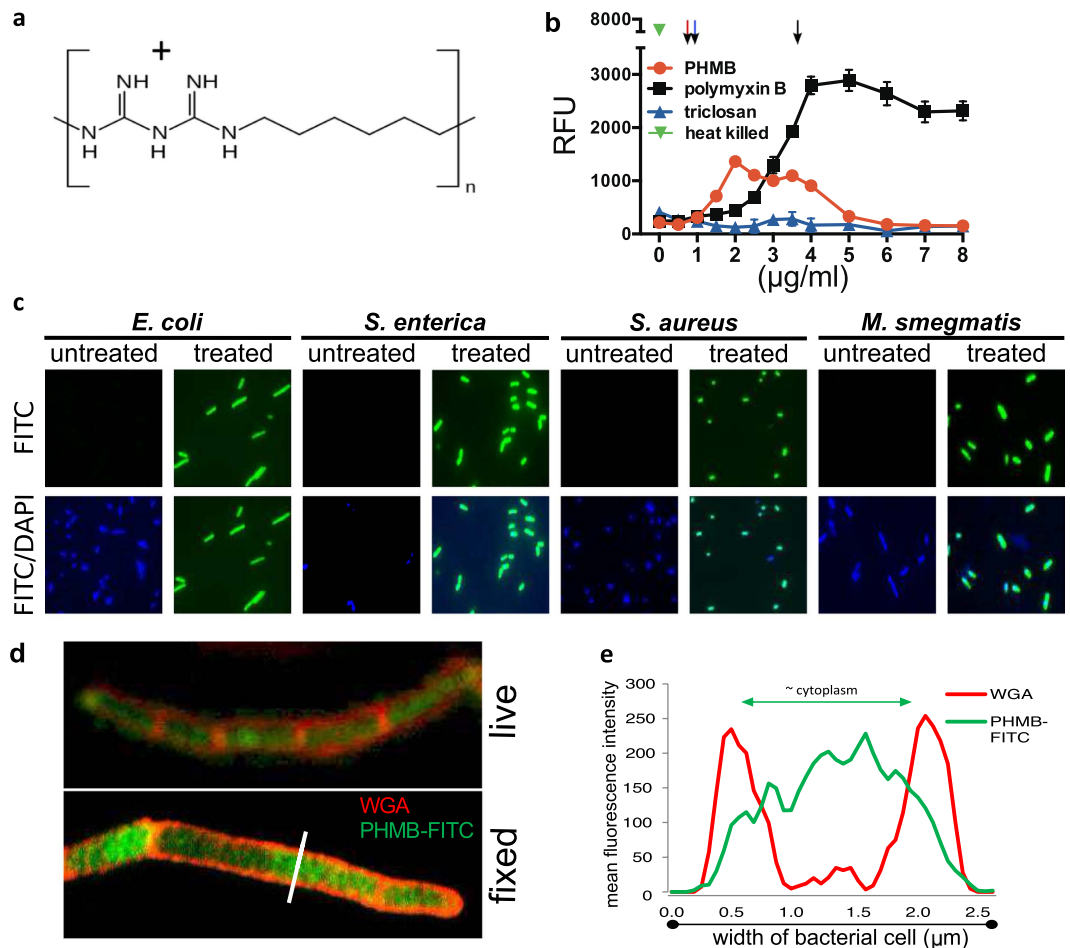 a
+
NH
NH
N
H
N
H
N
H
n
b
8000
3000
2000
1000
0
RFU
PHMB
polymyxin B
triclosan
heat killed
0 1 2 3 4 5 6 7 8
(µg/ml)
c
E. coli
S. enterica
S. aureus
M. smegmatis
untreated treated untreated treated untreated treated untreated treated
FITC
FITC/DAPI
d
live
WGA
PHMB-FITC
fixed
e
300
250
200
150
100
50
0
mean fluorescence intensity
~ cytoplasm
WGA
PHMB-
FITC
0.0 0.5 1.0 1.5 2.0 2.5
width of bacterial cell (µm)